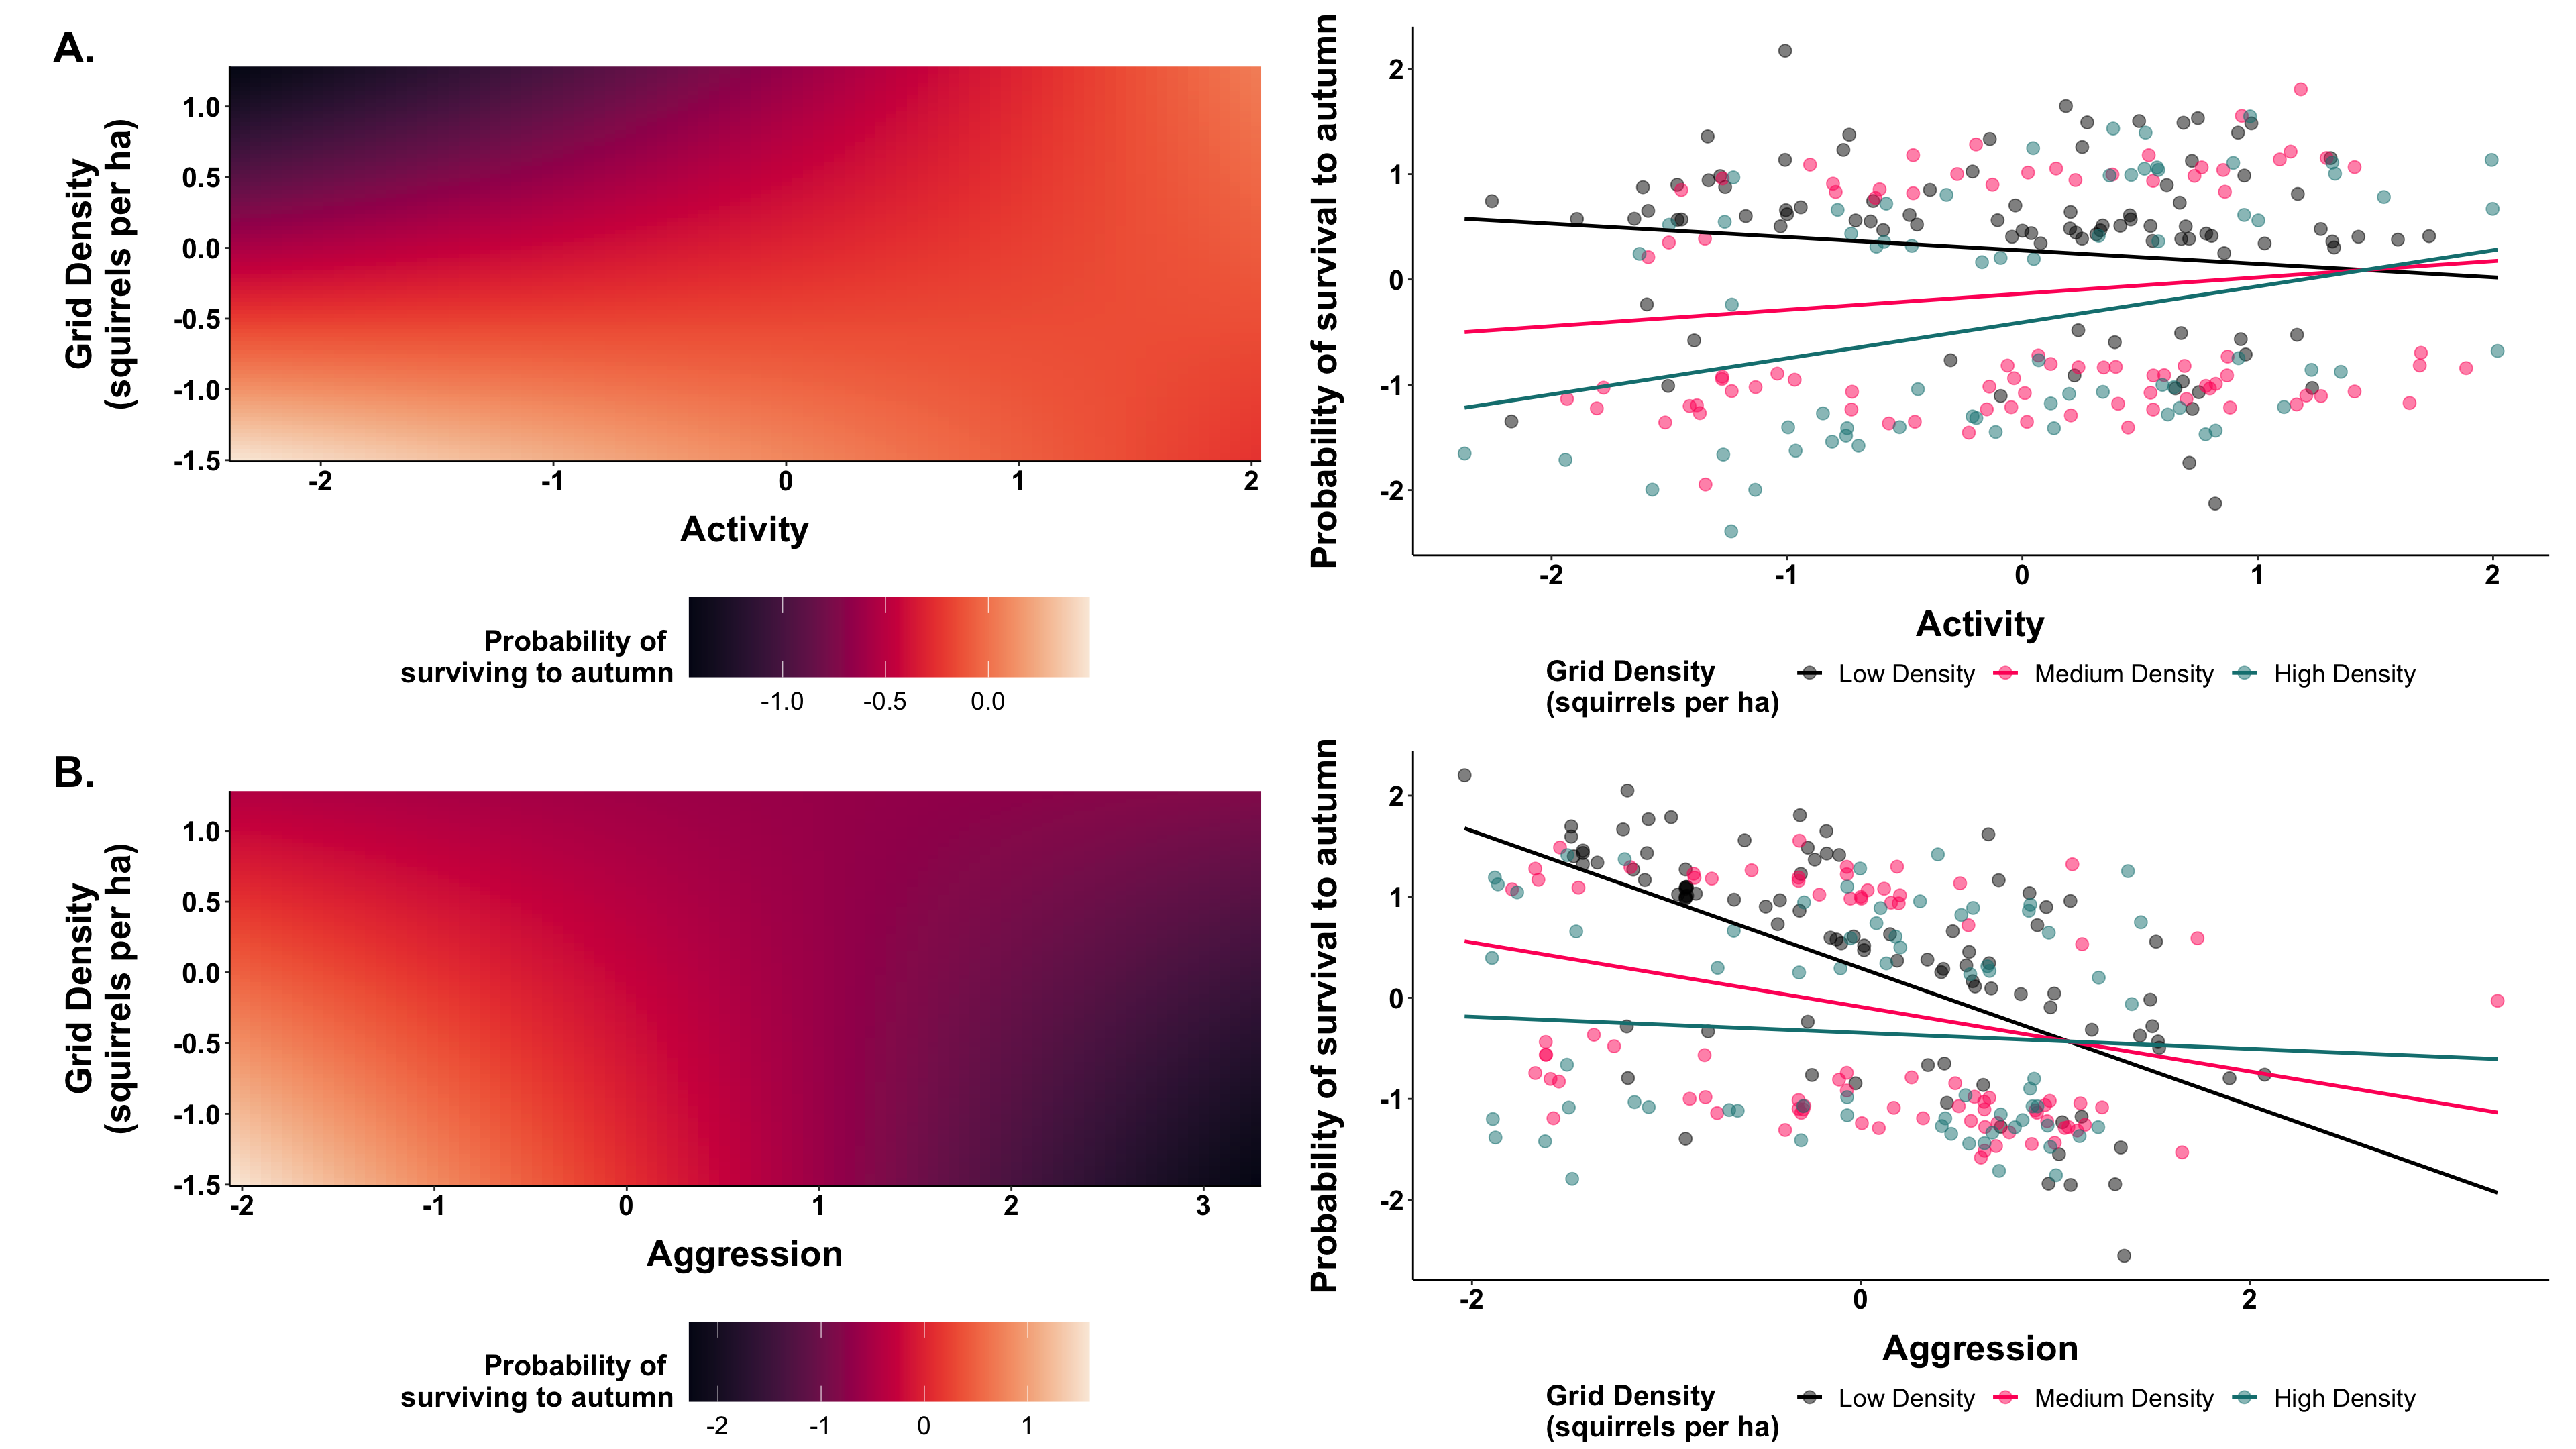 A.
Grid Density
(squirrels per ha)
1.0
0.5
0.0
-0.5
-1.0
-1.5
-2
-1
0
1
2
Activity
Probability of
surviving to autumn
-1.0
-0.5
0.0
Probability of survival to autumn
2
1
0
-1
-2
-2
-1
0
1
2
Activity
Grid Density
(squirrels per ha)
Low Density
Medium Density
High Density
B.
Grid Density
(squirrels per ha)
1.0
0.5
0.0
-0.5
-1.0
-1.5
-2
-1
0
1
2
3
Aggression
Probability of
surviving to autumn
-2
-1
0
1
Probability of survival to autumn
2
1
0
-1
-2
-2
0
2
Aggression
Grid Density
(squirrels per ha)
Low Density
Medium Density
High Density